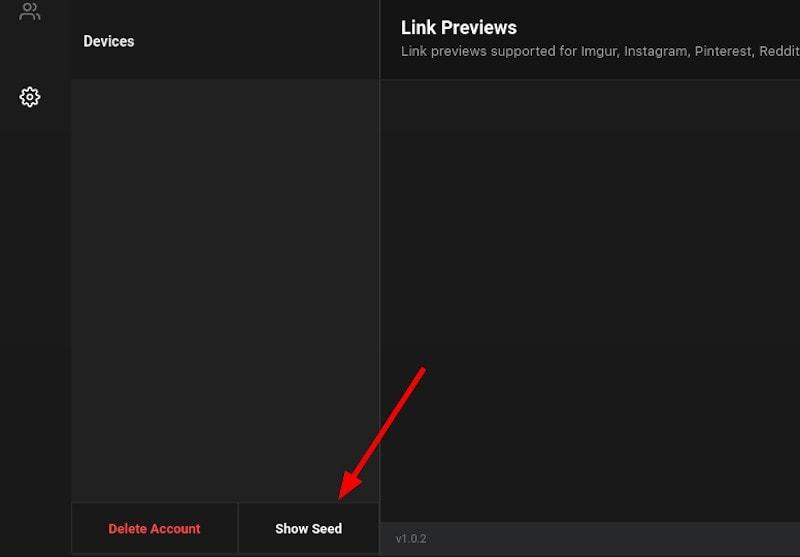 Devices
Link Previews
Link previews supported for Imgur, Instagram, Pinterest, Reddit
Delete Account
Show Seed
v1.0.2